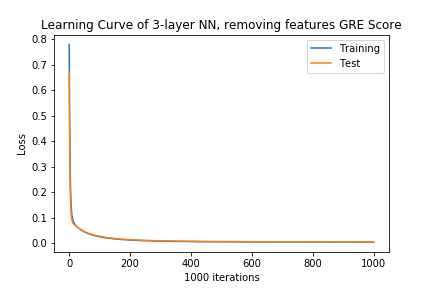 Learning Curve of 3-layer NN, removing features GRE Score
Training
Test
Loss
0.8
0.7
0.6
0.5
0.4
0.3
0.2
0.1
0.0
0 200 400 600 800 1000
1000 iterations